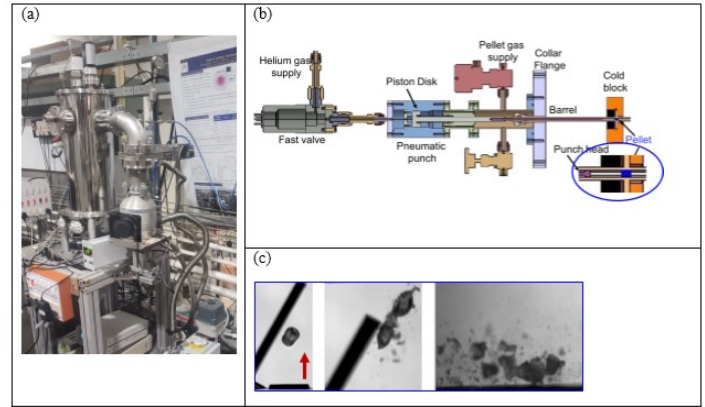 (a)
(b)
Helium gas
supply
Fast valve
Piston Disk
Pneumatic
punch
Pellet gas
supply
Collar
Flange
Barrel
Cold
block
Pellet
Punch head
(c)